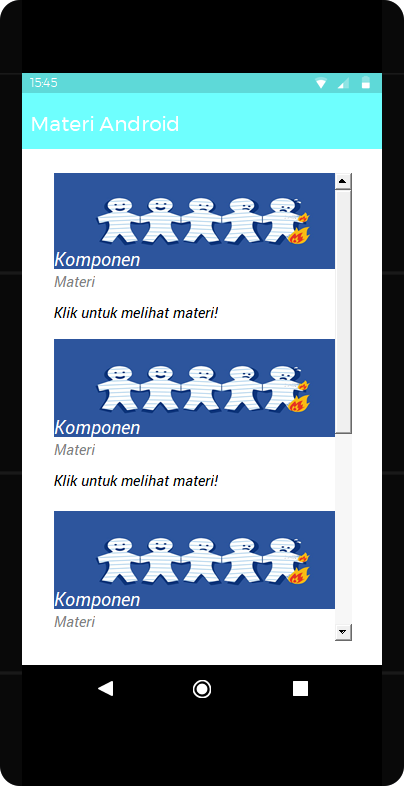 15:45
Materi Android
Komponen
Materi
Klik untuk melihat materi!
Komponen
Materi
Klik untuk melihat materi!
Komponen
Materi